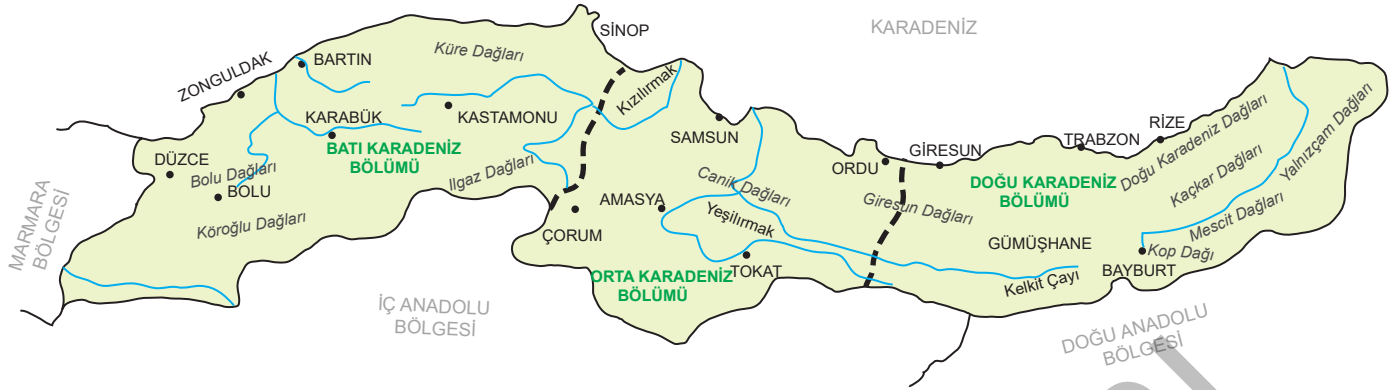 KARADENİZ
SİNOP
Küre Dağları
BARTIN
ZONGULDAK
Kızılırmak
KARABÜK
KASTAMONU
SAMSUN
BATI KARADENİZ
BÖLÜMÜ
DÜZCE
Bolu Dağları
BOLU
Ilgaz Dağları
Köroğlu Dağları
MARMARA
BÖLGESİ
ÇORUM
AMASYA
Canik Dağları
Yeşilırmak
ORTA KARADENİZ
BÖLÜMÜ
TOKAT
İÇ ANADOLU
BÖLGESİ
ORDU
GİRESUN
TRABZON
RİZE
Giresun Dağları
DOĞU KARADENİZ
BÖLÜMÜ
Doğu Karadeniz Dağları
Kaçkar Dağları
Yalnızçam Dağları
Mescit Dağları
GÜMÜŞHANE
Kop Dağı
BAYBURT
Kelkit Çayı
DOĞU ANADOLU
BÖLGESİ